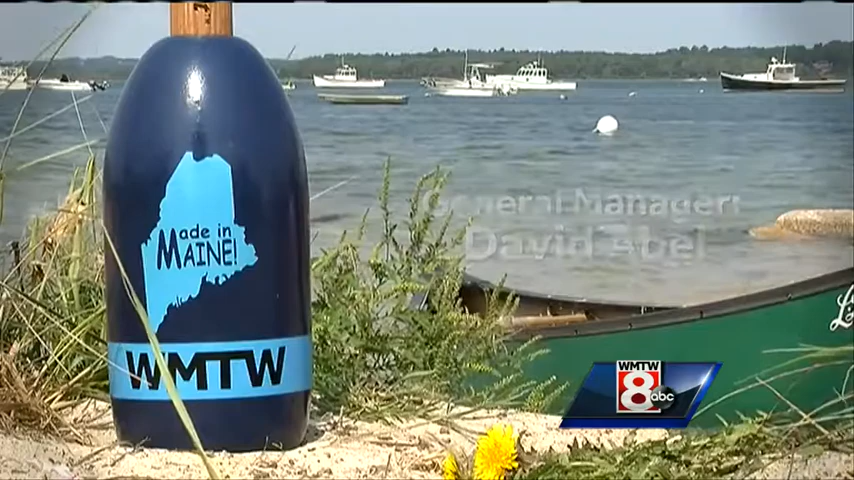 General Manager:
David Abel
Made in
MAINE!
WMTW
WMTW
8 abc